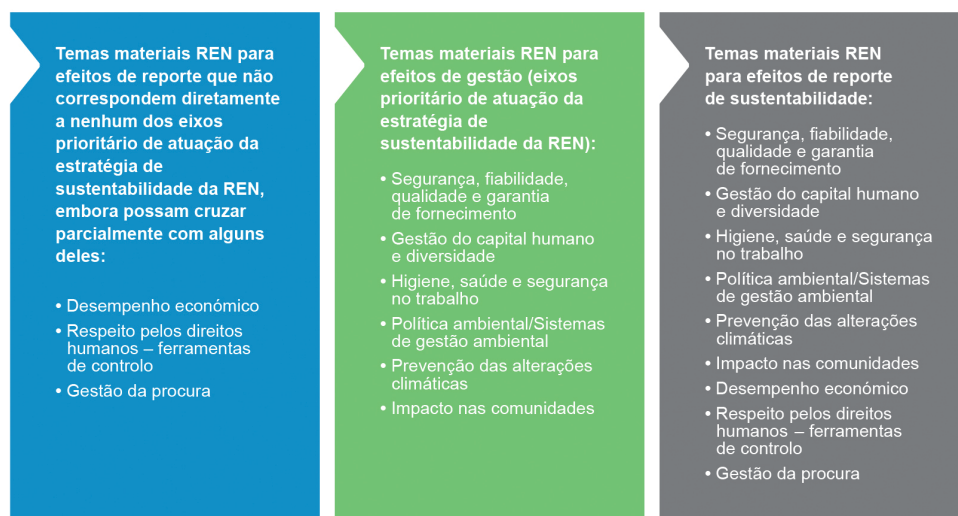 Temas materiais REN para
efeitos de reporte que não
correspondem diretamente
a nenhum dos eixos
prioritário de atuação da
estratégia de
sustentabilidade da REN,
embora possam cruzar
parcialmente com alguns
deles:
• Desempenho económico
• Respeito pelos direitos
humanos – ferramentas
de controlo
• Gestão da procura
Temas materiais REN para
efeitos de gestão (eixos
prioritário de atuação da
estratégia de
sustentabilidade da REN):
• Segurança, fiabilidade,
qualidade e garantia
de fornecimento
• Gestão do capital humano
e diversidade
• Higiene, saúde e segurança
no trabalho
• Política ambiental/Sistemas
de gestão ambiental
• Prevenção das alterações
climáticas
• Impacto nas comunidades
Temas materiais REN
para efeitos de reporte
de sustentabilidade:
• Segurança, fiabilidade,
qualidade e garantia
de fornecimento
• Gestão do capital humano
e diversidade
• Higiene, saúde e segurança
no trabalho
• Política ambiental/Sistemas
de gestão ambiental
• Prevenção das alterações
climáticas
• Impacto nas comunidades
• Desempenho económico
• Respeito pelos direitos
humanos – ferramentas
de controlo
• Gestão da procura